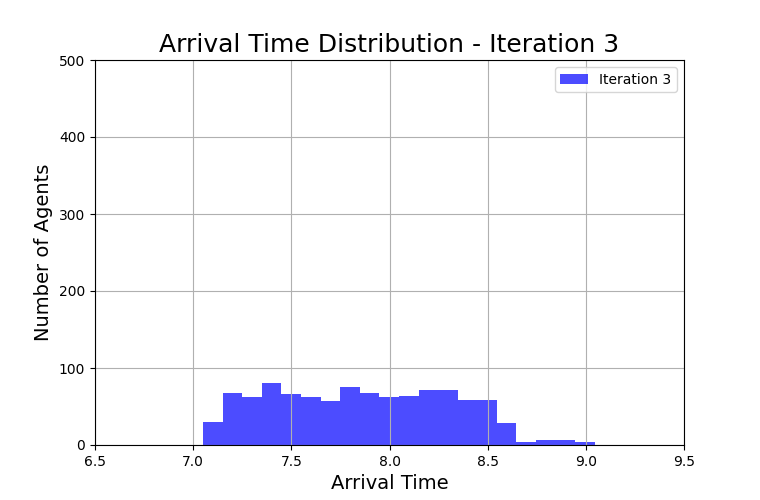 Arrival Time Distribution - Iteration 3
Iteration 3
Number of Agents
500
400
300
200
100
0
6.5 7.0 7.5 8.0 8.5 9.0 9.5
Arrival Time